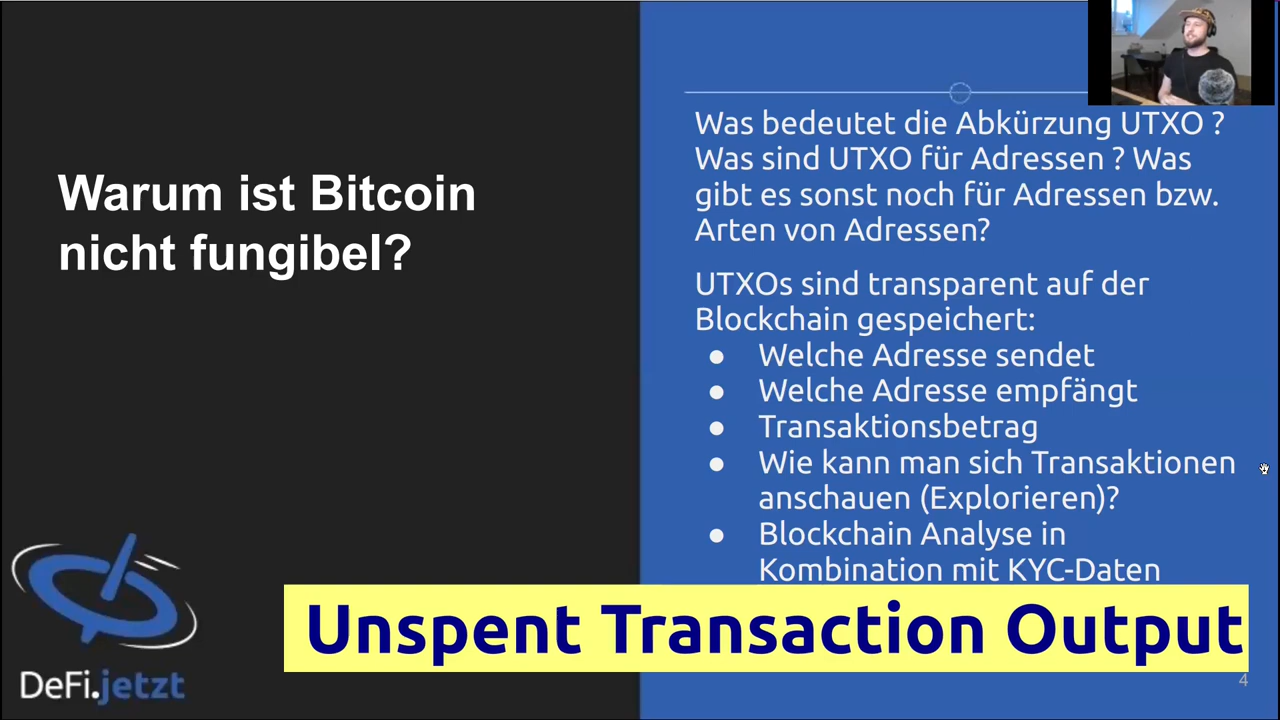 Warum ist Bitcoin
nicht fungibel?
Was bedeutet die Abkürzung UTXO ?
Was sind UTXO für Adressen ? Was
gibt es sonst noch für Adressen bzw.
Arten von Adressen?
UTXOs sind transparent auf der
Blockchain gespeichert:
● Welche Adresse sendet
● Welche Adresse empfängt
● Transaktionsbetrag
● Wie kann man sich Transaktionen
anschauen (Explorieren)?
● Blockchain Analyse in
Kombination mit KYC-Daten
Unspent Transaction Output
DeFi.jetzt
4